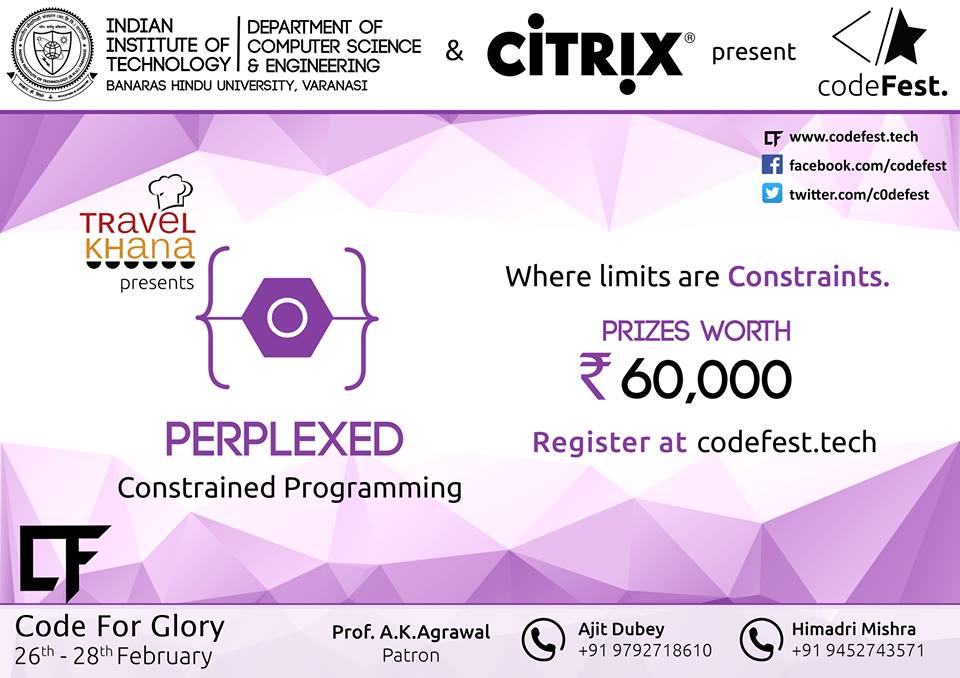 INDIAN
INSTITUTE OF
TECHNOLOGY
DEPARTMENT OF
COMPUTER SCIENCE
& ENGINEERING
BANARAS HINDU UNIVERSITY, VARANASI
&
CİTRIX®
present
codeFest.
www.codefest.tech
facebook.com/codefest
twitter.com/c0defest
TRavel
KHana
presents
PERPLEXED
Constrained Programming
Where limits are Constraints.
PRIZES WORTH
₹ 60,000
Register at codefest.tech
CF
Code For Glory
26th - 28th February
Prof. A.K.Agrawal
Patron
Ajit Dubey
+91 9792718610
Himadri Mishra
+91 9452743571